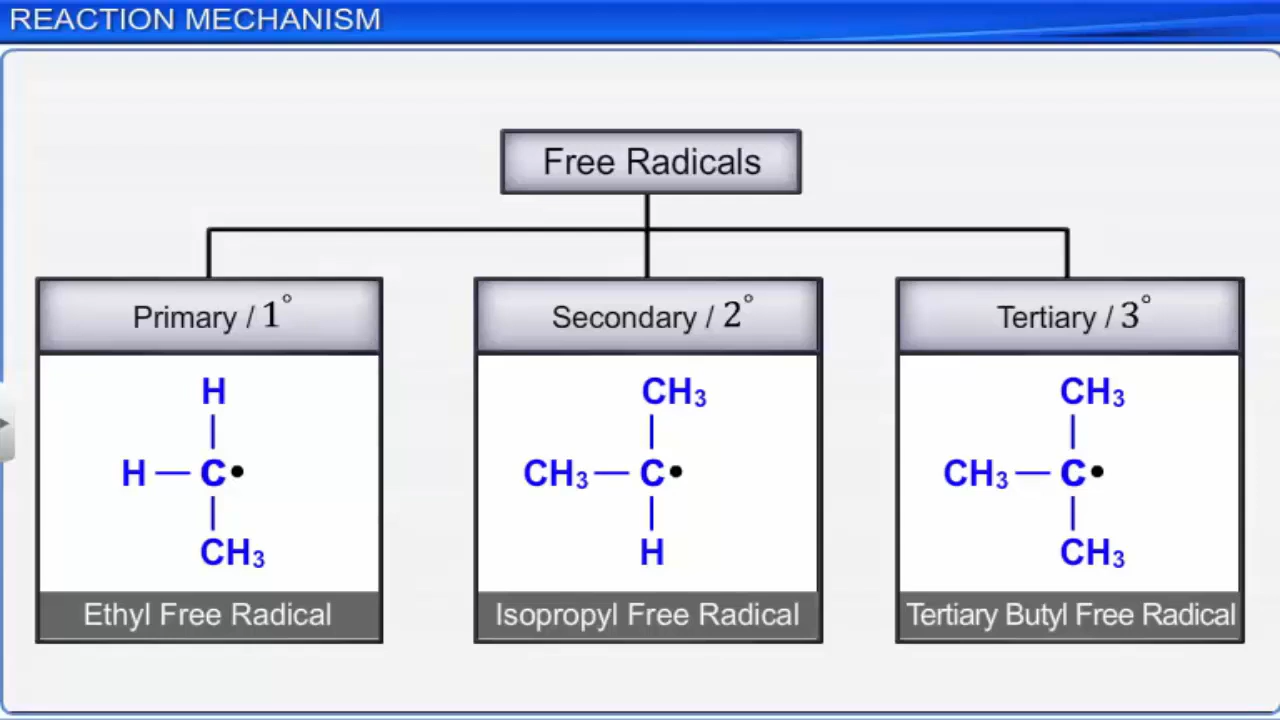 REACTION MECHANISM
Free Radicals
Primary / 1°
H
H — C•
CH₃
Ethyl Free Radical
Secondary / 2°
CH₃
CH₃ — C•
H
Isopropyl Free Radical
Tertiary / 3°
CH₃
CH₃ — C•
CH₃
Tertiary Butyl Free Radical